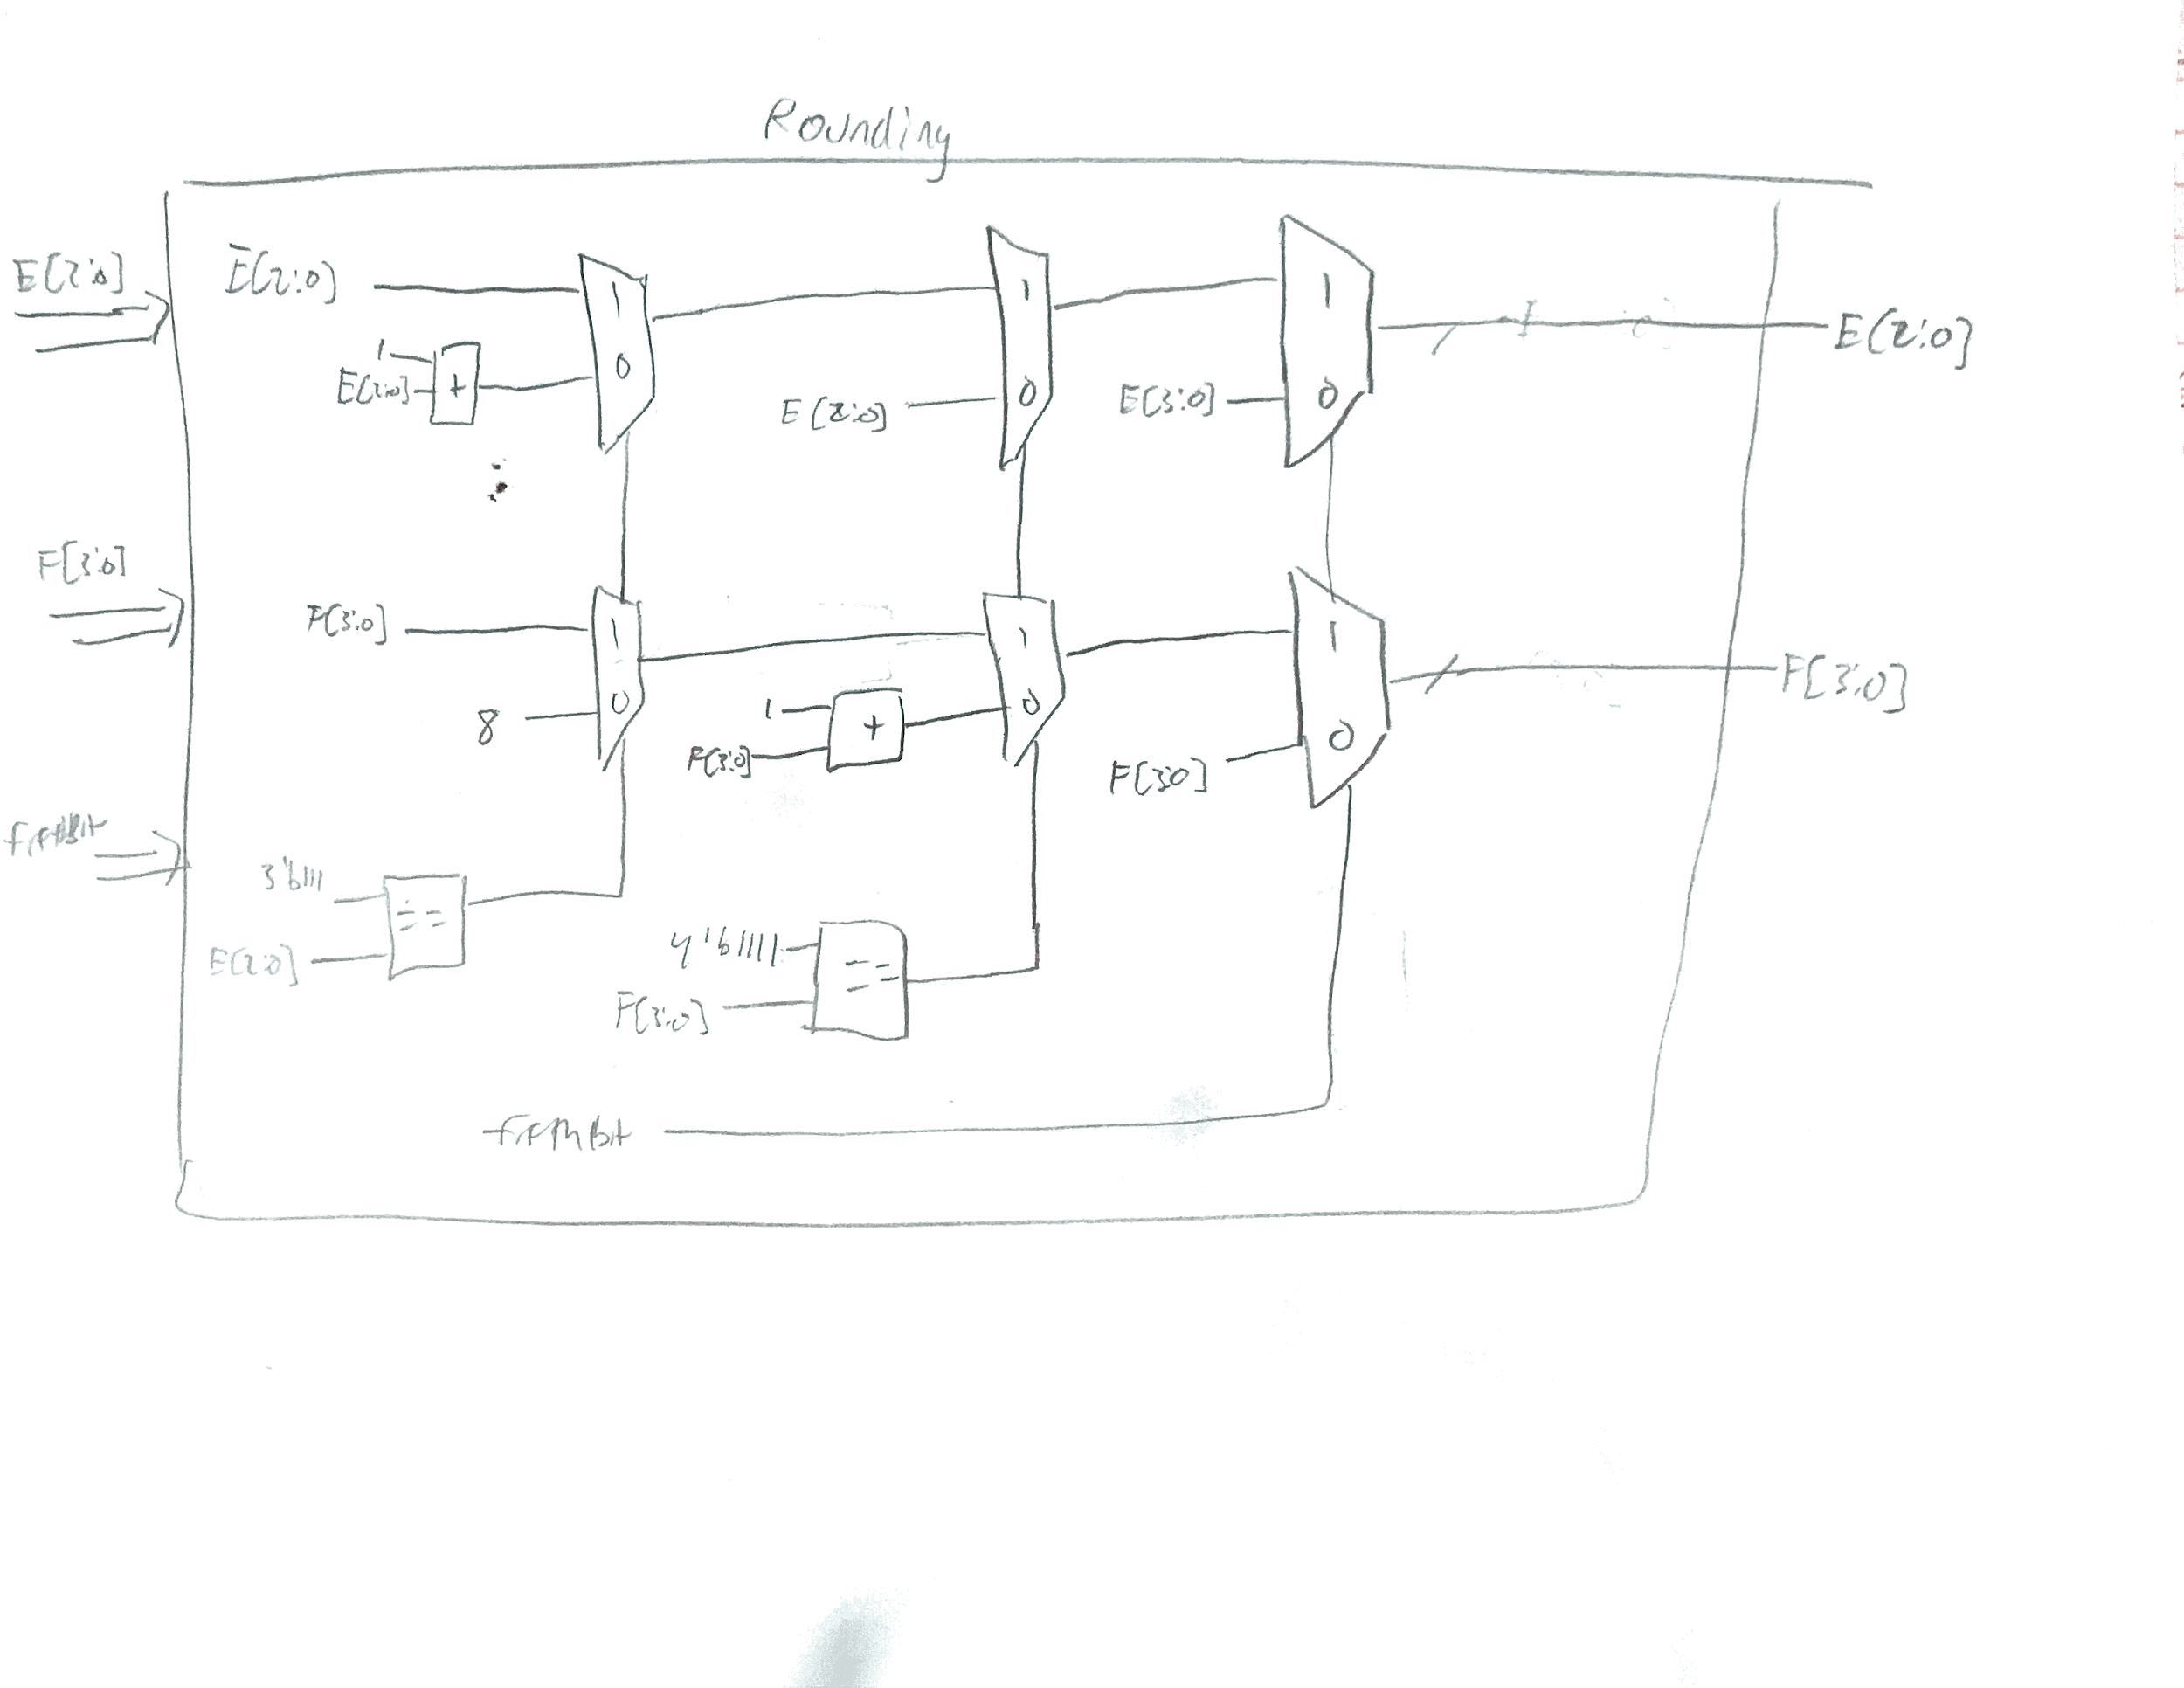 Rounding
E[2:0]
E[2:0]
1
0
1
0
1
0
E[2:0]
1
E[2:0]
+
E[2:0]
E[3:0]
F[3:0]
F[3:0]
1
0
1
0
1
0
F[3:0]
8
1
+
F[3:0]
F[3:0]
3'b111
==
E[2:0]
4'b1111
==
F[3:0]